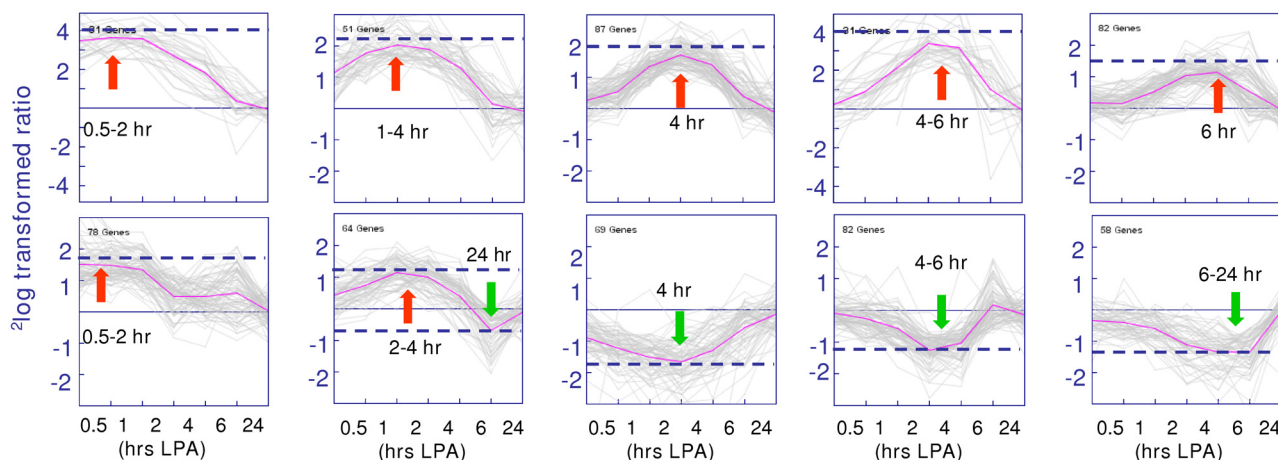 2log transformed ratio
4
2
-2
-4
31 Genes
0.5-2 hr
2
1
-1
-2
51 Genes
1-4 hr
2
1
-1
-2
87 Genes
4 hr
4
2
-2
-4
31 Genes
4-6 hr
2
1
-1
-2
82 Genes
6 hr
2
1
-1
-2
78 Genes
0.5-2 hr
0.5 1 2 4 6 24
(hrs LPA)
2
1
-1
-2
64 Genes
24 hr
2-4 hr
0.5 1 2 4 6 24
(hrs LPA)
2
1
-1
-2
69 Genes
4 hr
0.5 1 2 4 6 24
(hrs LPA)
2
1
-1
-2
82 Genes
4-6 hr
0.5 1 2 4 6 24
(hrs LPA)
2
1
-1
-2
58 Genes
6-24 hr
0.5 1 2 4 6 24
(hrs LPA)